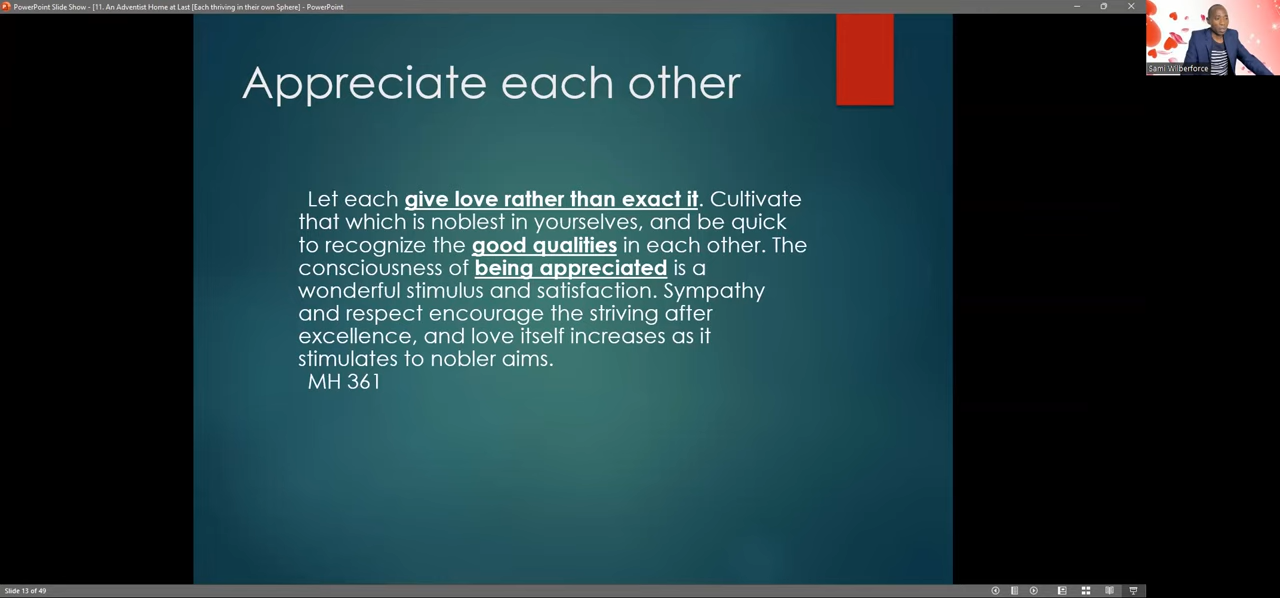 PowerPoint Slide Show - [11. An Adventist Home at Last [Each thriving in their own Sphere] - PowerPoint
Sami Wilberforce
Appreciate each other
Let each give love rather than exact it. Cultivate
that which is noblest in yourselves, and be quick
to recognize the good qualities in each other. The
consciousness of being appreciated is a
wonderful stimulus and satisfaction. Sympathy
and respect encourage the striving after
excellence, and love itself increases as it
stimulates to nobler aims.
MH 361
Slide 13 of 49